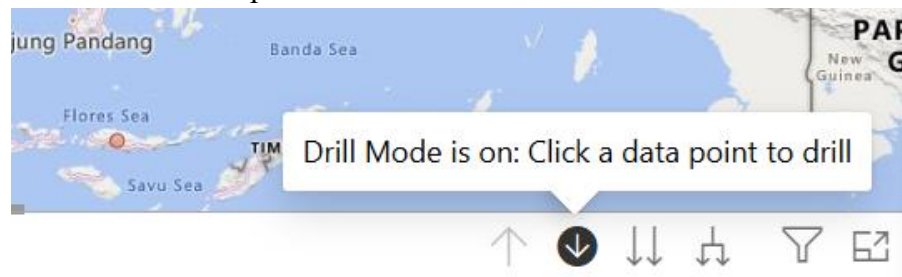 jung Pandang
Banda Sea
PAP
New
Guinea
G
Flores Sea
TIM
Drill Mode is on: Click a data point to drill
Savu Sea